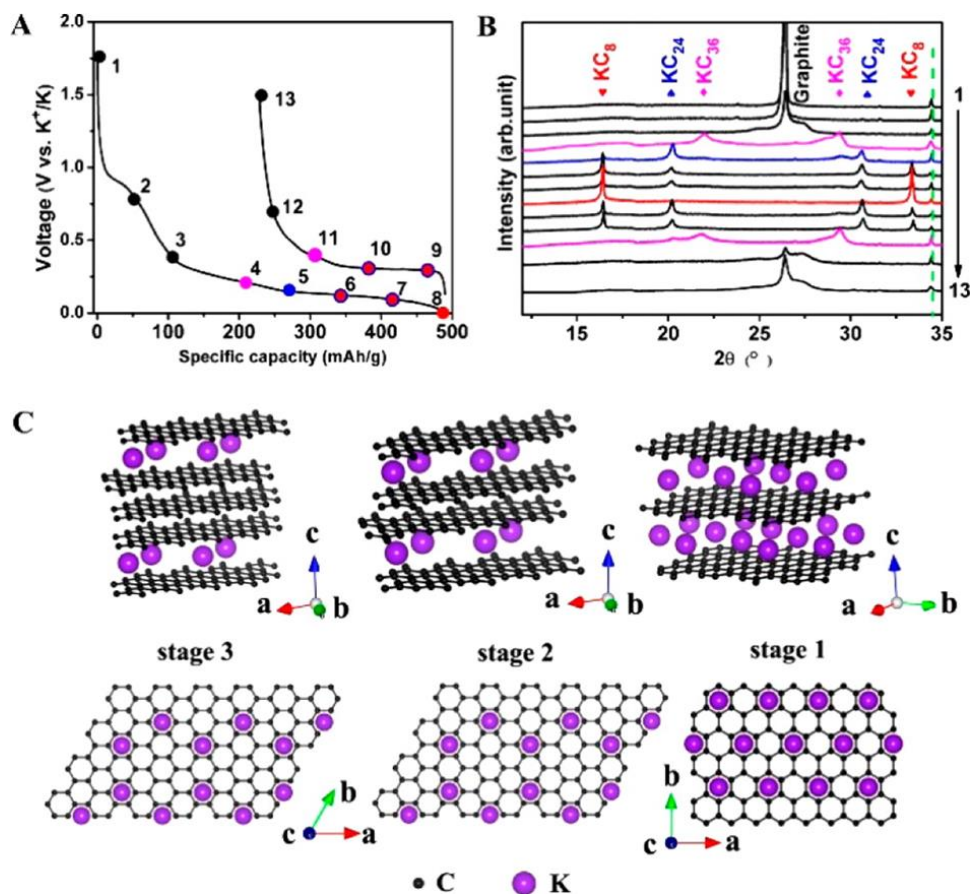 A
2.0
1.5
1.0
0.5
0.0
Voltage (V vs. K⁺/K)
1
2
3
4
5
6
7
8
9
10
11
12
13
0
100
200
300
400
500
Specific capacity (mAh/g)
B
Intensity (arb.unit)
KC₈
KC₂₄
KC₃₆
Graphite
KC₃₆
KC₂₄
KC₈
1
13
15
20
25
30
35
2θ (°)
C
c
a
b
c
a
b
c
a
b
stage 3
stage 2
stage 1
b
c
a
b
c
a
b
c
a
C
K